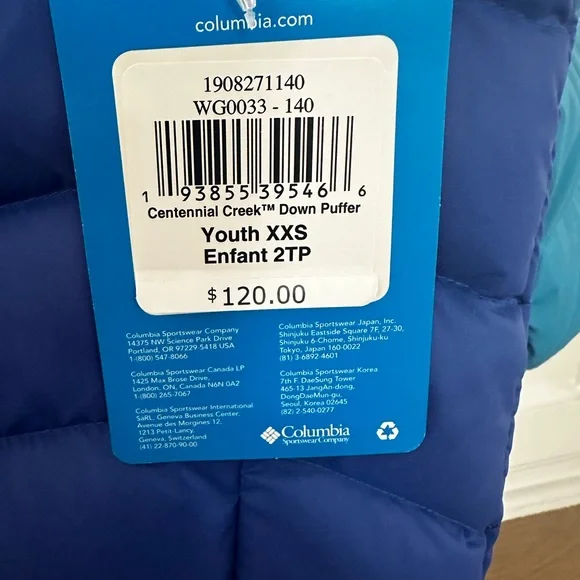 columbia.com
1908271140
WG0033 - 140
1 93855 39546 6
Centennial Creek™ Down Puffer
Youth XXS
Enfant 2TP
$120.00
Columbia Sportswear Company
14375 NW Science Park Drive
Portland, OR 97229-5418 USA
1-(800) 547-8066
Columbia Sportswear Canada LP
1425 Max Brose Drive,
London, ON, Canada N6N 0A2
1-(800) 265-7067
Columbia Sportswear International
SáRL, Geneva Business Center.
Avenue des Morgines 12,
1213 Petit-Lancy,
Geneva, Switzerland
(41) 22-870-90-00
Columbia Sportswear Japan, Inc.
Shinjuku Eastside Square 7F, 27-30,
Shinjuku 6-Chome, Shinjuku-ku
Tokyo, Japan 160-0022
(81) 3-6892-4601
Columbia Sportswear Korea
7th F. DaeSung Tower
465-13 JangAn-dong,
DongDaeMun-gu,
Seoul, Korea 02645
(82) 2-540-0277
Columbia
Sportswear Company